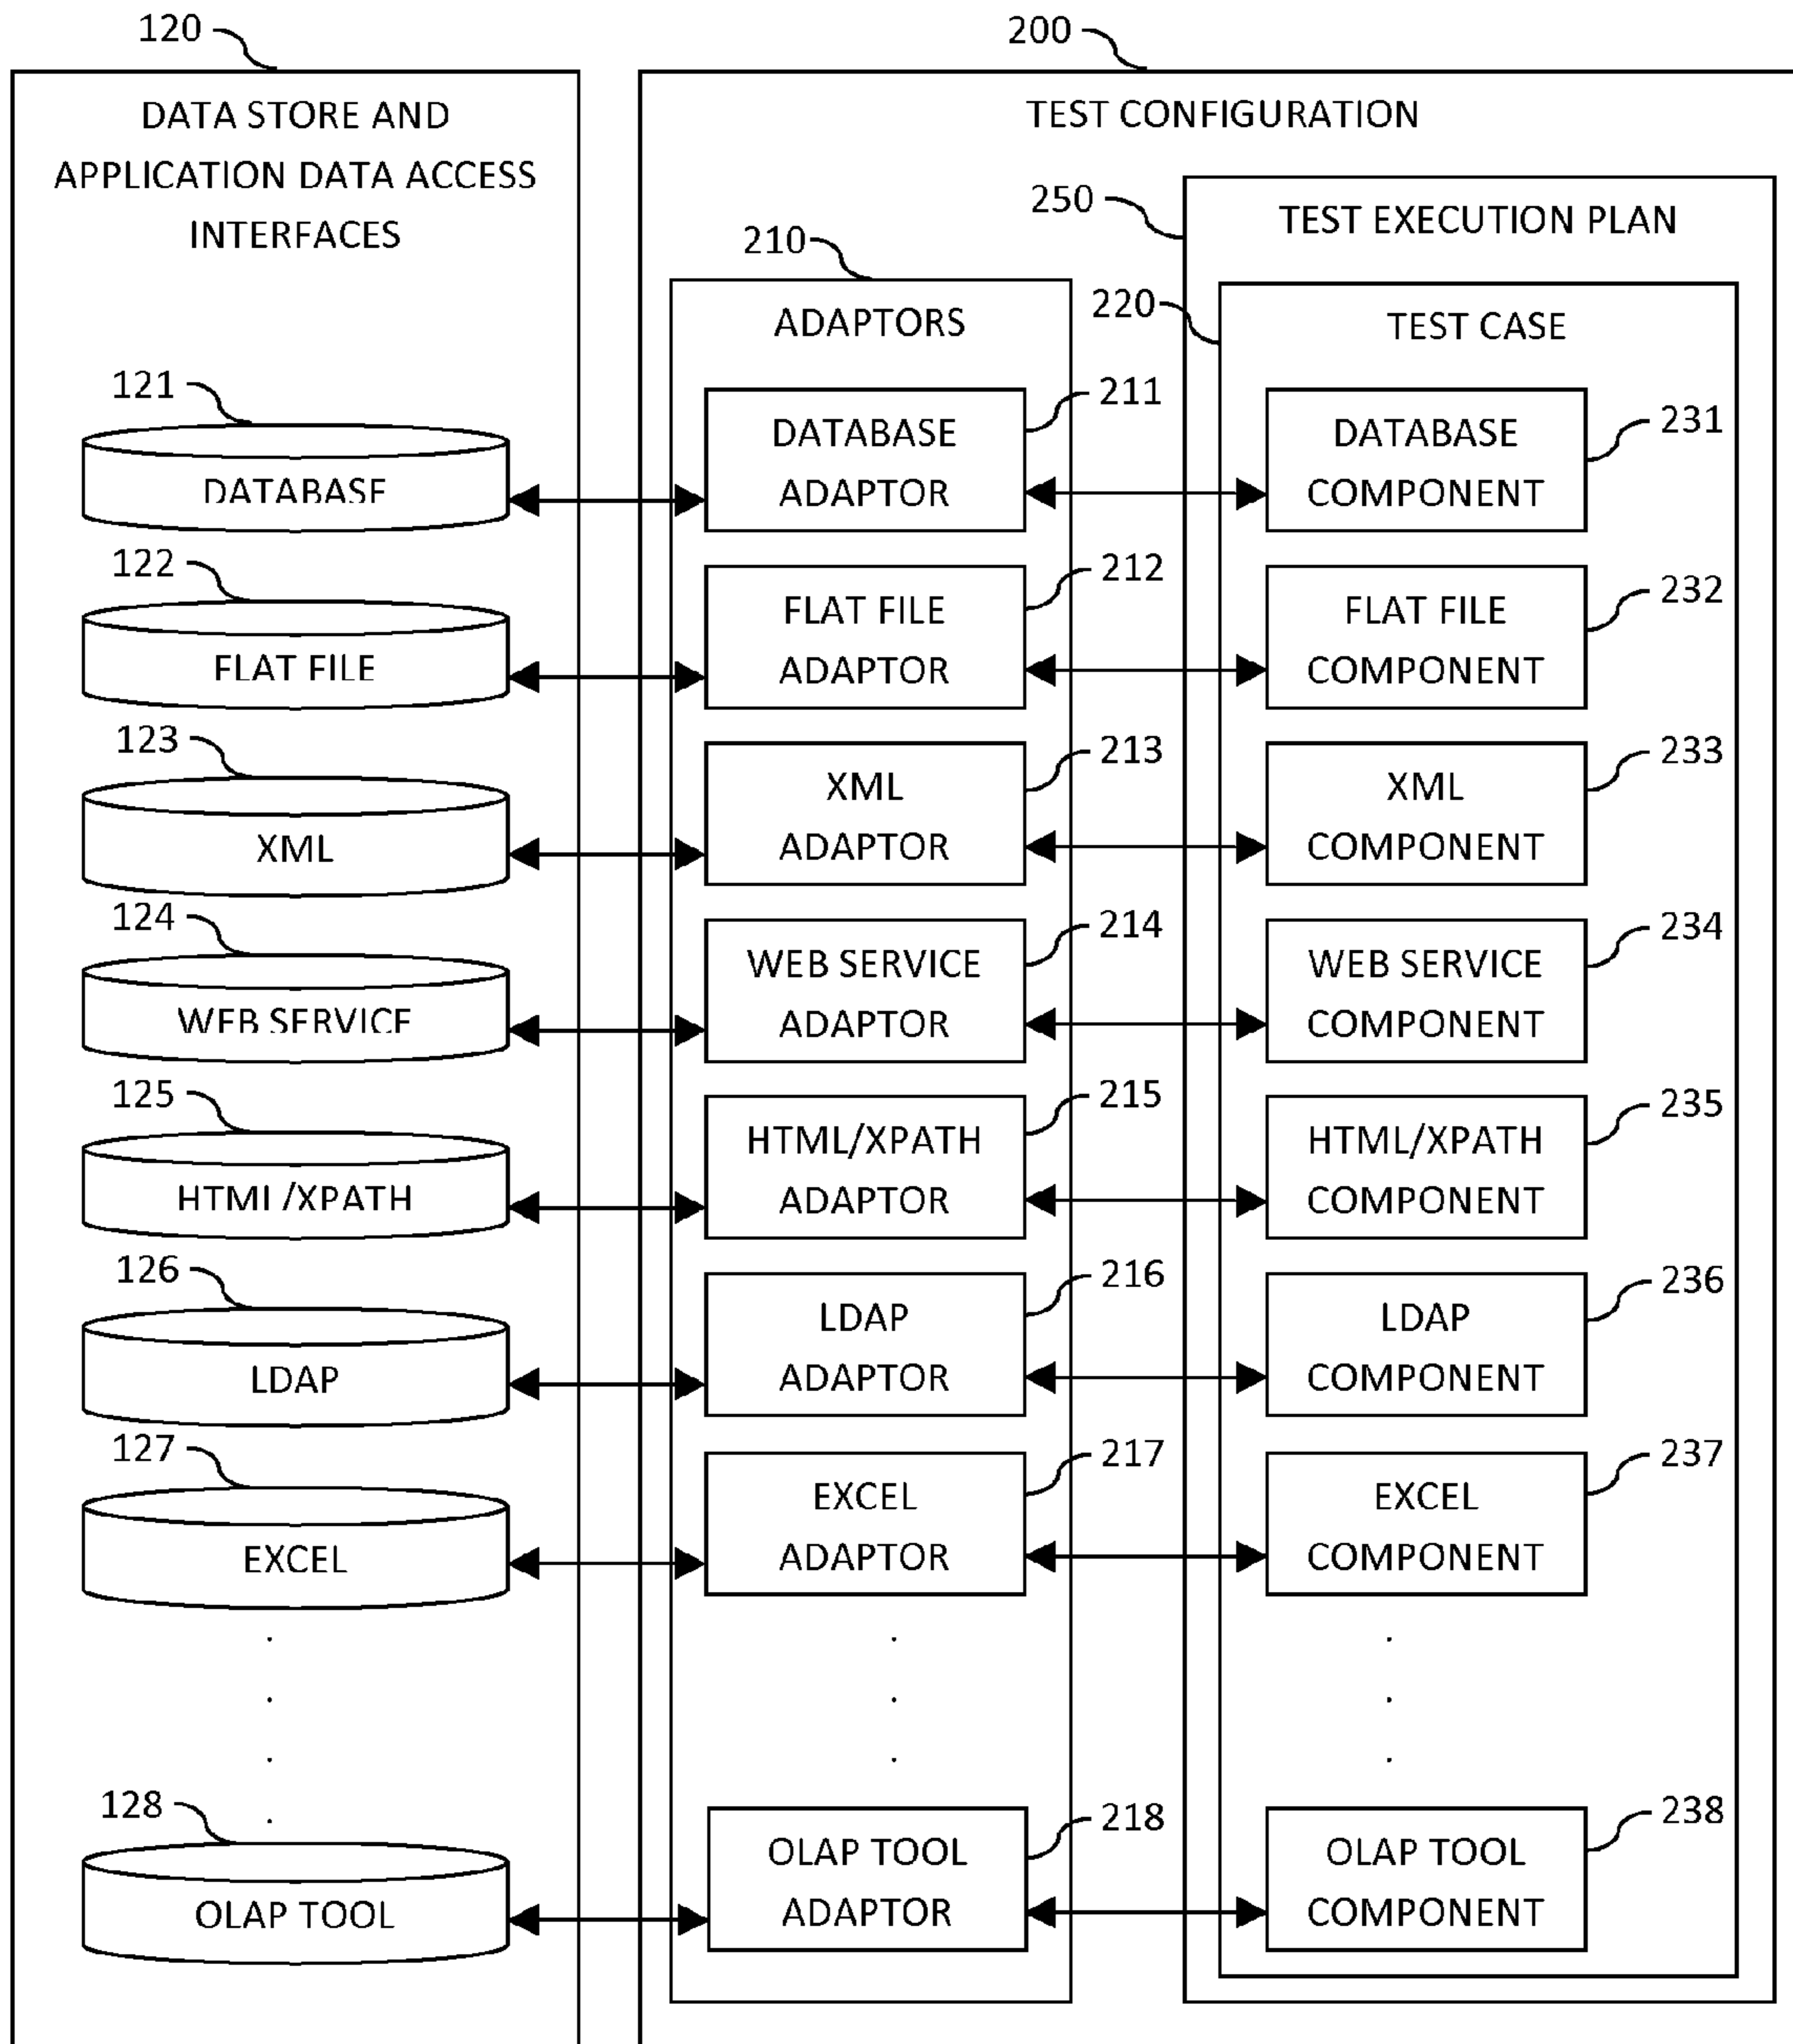 120
200
DATA STORE AND
APPLICATION DATA ACCESS
INTERFACES
TEST CONFIGURATION
250
TEST EXECUTION PLAN
210
ADAPTORS
220
TEST CASE
121
DATABASE
211
DATABASE
ADAPTOR
231
DATABASE
COMPONENT
122
FLAT FILE
212
FLAT FILE
ADAPTOR
232
FLAT FILE
COMPONENT
123
XML
213
XML
ADAPTOR
233
XML
COMPONENT
124
WEB SERVICE
214
WEB SERVICE
ADAPTOR
234
WEB SERVICE
COMPONENT
125
HTML/XPATH
215
HTML/XPATH
ADAPTOR
235
HTML/XPATH
COMPONENT
126
LDAP
216
LDAP
ADAPTOR
236
LDAP
COMPONENT
127
EXCEL
217
EXCEL
ADAPTOR
237
EXCEL
COMPONENT
128
OLAP TOOL
218
OLAP TOOL
ADAPTOR
238
OLAP TOOL
COMPONENT